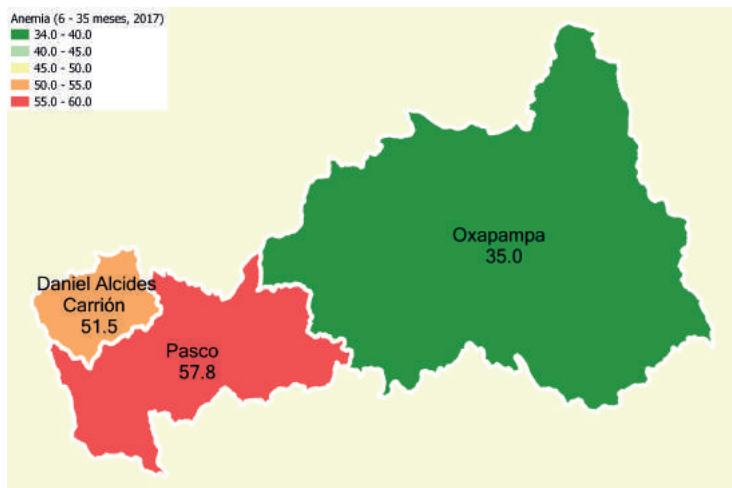 Anemia (6 - 35 meses, 2017)
34.0 - 40.0
40.0 - 45.0
45.0 - 50.0
50.0 - 55.0
55.0 - 60.0
Oxapampa
35.0
Daniel Alcides
Carrión
51.5
Pasco
57.8